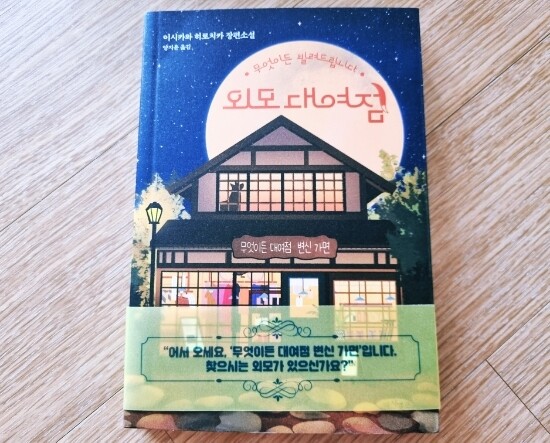 이시카와 히로치카 장편소설
양지윤 옮김
무엇이든 빌려드립니다
외모 대여점
무엇이든 대여점 변신 가면
"어서 오세요, '무엇이든 대여점 변신 가면'입니다.
찾으시는 외모가 있으신가요?"